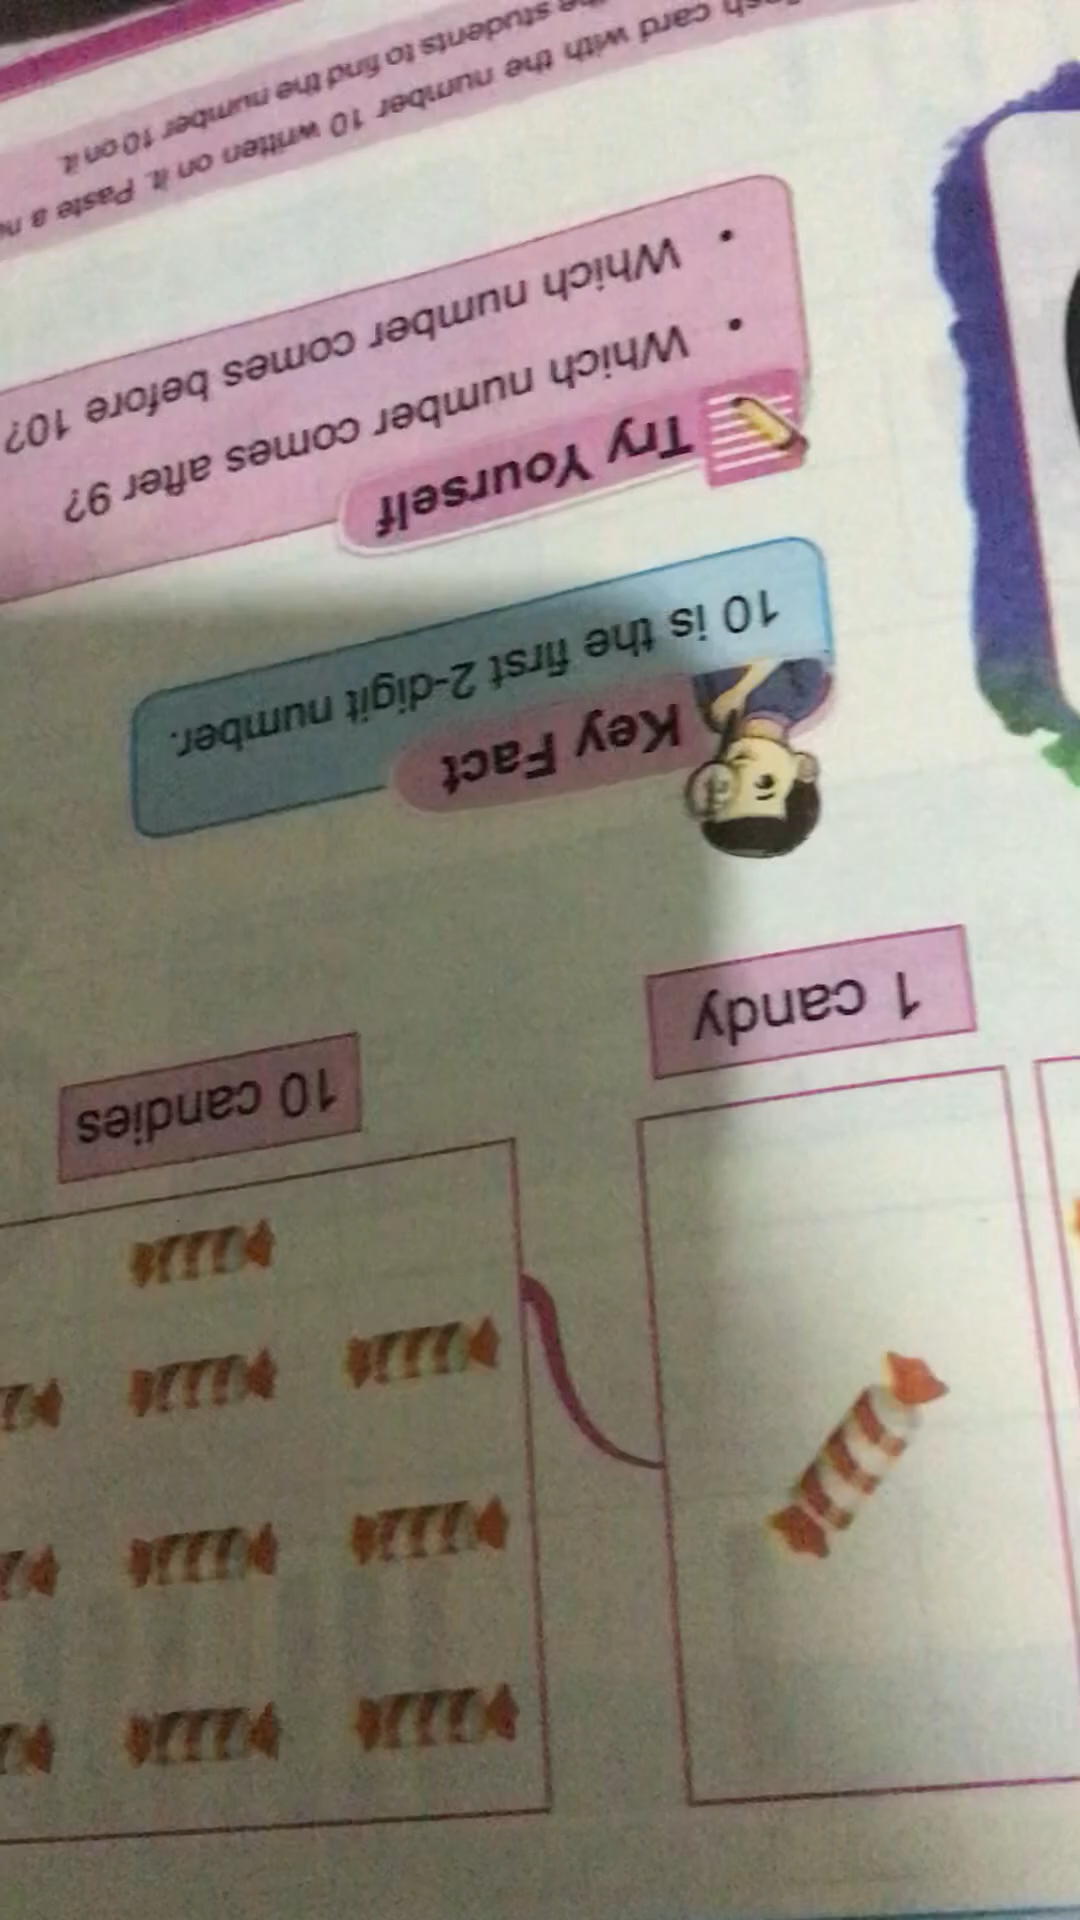 1 candy
10 candies
Key Fact
10 is the first 2-digit number.
Try Yourself
• Which number comes after 9?
• Which number comes before 10?
card with the number 10 written on it. Paste a
students to find the number 10 on it.